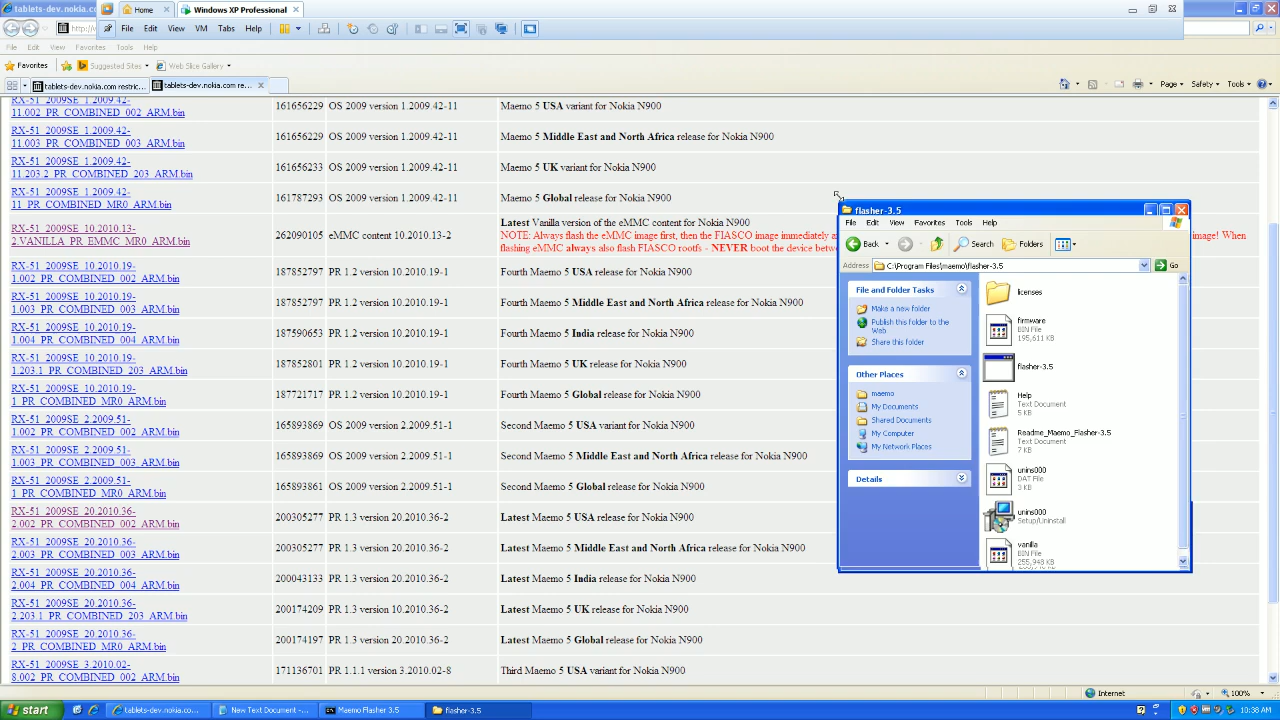 tablets-dev.nokia.co
Home
Windows XP Professional
http://
File Edit View VM Tabs Help
File Edit View Favorites Tools Help
Favorites
Suggested Sites
Web Slice Gallery
tablets-dev.nokia.com restric...
tablets-dev.nokia.com re...
Page
Safety
Tools
RX-51_2009SE_1.2009.42-
11.002_PR_COMBINED_002_ARM.bin
161656229 OS 2009 version 1.2009.42-11 Maemo 5 USA variant for Nokia N900
RX-51_2009SE_1.2009.42-
11.003_PR_COMBINED_003_ARM.bin
161656229 OS 2009 version 1.2009.42-11 Maemo 5 Middle East and North Africa release for Nokia N900
RX-51_2009SE_1.2009.42-
11.203.2_PR_COMBINED_203_ARM.bin
161656233 OS 2009 version 1.2009.42-11 Maemo 5 UK variant for Nokia N900
RX-51_2009SE_1.2009.42-
11_PR_COMBINED_MR0_ARM.bin
161787293 OS 2009 version 1.2009.42-11 Maemo 5 Global release for Nokia N900
RX-51_2009SE_10.2010.13-
2.VANILLA_PR_EMMC_MR0_ARM.bin
262090105 eMMC content 10.2010.13-2
Latest Vanilla version of the eMMC content for Nokia N900
NOTE: Always flash the eMMC image first, then the FIASCO image immediately a
image! When
flashing eMMC always also flash FIASCO rootfs - NEVER boot the device betw
RX-51_2009SE_10.2010.19-
1.002_PR_COMBINED_002_ARM.bin
187852797 PR 1.2 version 10.2010.19-1 Fourth Maemo 5 USA release for Nokia N900
RX-51_2009SE_10.2010.19-
1.003_PR_COMBINED_003_ARM.bin
187852797 PR 1.2 version 10.2010.19-1 Fourth Maemo 5 Middle East and North Africa release for Nokia N900
RX-51_2009SE_10.2010.19-
1.004_PR_COMBINED_004_ARM.bin
187590653 PR 1.2 version 10.2010.19-1 Fourth Maemo 5 India release for Nokia N900
RX-51_2009SE_10.2010.19-
1.203.1_PR_COMBINED_203_ARM.bin
187852801 PR 1.2 version 10.2010.19-1 Fourth Maemo 5 UK release for Nokia N900
RX-51_2009SE_10.2010.19-
1_PR_COMBINED_MR0_ARM.bin
187721717 PR 1.2 version 10.2010.19-1 Fourth Maemo 5 Global release for Nokia N900
RX-51_2009SE_2.2009.51-
1.002_PR_COMBINED_002_ARM.bin
165893969 OS 2009 version 2.2009.51-1 Second Maemo 5 USA variant for Nokia N900
RX-51_2009SE_2.2009.51-
1.003_PR_COMBINED_003_ARM.bin
OS 2009 version 2.2009.51-1 Second Maemo 5 Middle East and North Africa release for Nokia N900
RX-51_2009SE_2.2009.51-
1_PR_COMBINED_MR0_ARM.bin
OS 2009 version 2.2009.51-1 Second Maemo 5 Global release for Nokia N900
RX-51_2009SE_20.2010.36-
2.002_PR_COMBINED_002_ARM.bin
200305277 PR 1.3 version 20.2010.36-2 Latest Maemo 5 USA release for Nokia N900
RX-51_2009SE_20.2010.36-
2.003_PR_COMBINED_003_ARM.bin
200305277 PR 1.3 version 20.2010.36-2 Latest Maemo 5 Middle East and North Africa release for Nokia N900
RX-51_2009SE_20.2010.36-
2.004_PR_COMBINED_004_ARM.bin
200043133 PR 1.3 version 20.2010.36-2 Latest Maemo 5 India release for Nokia N900
RX-51_2009SE_20.2010.36-
2.203.1_PR_COMBINED_203_ARM.bin
200174209 PR 1.3 version 20.2010.36-2 Latest Maemo 5 UK release for Nokia N900
RX-51_2009SE_20.2010.36-
2_PR_COMBINED_MR0_ARM.bin
200174197 PR 1.3 version 20.2010.36-2 Latest Maemo 5 Global release for Nokia N900
RX-51_2009SE_3.2010.02-
8.002_PR_COMBINED_002_ARM.bin
171136701 PR 1.1.1 version 3.2010.02-8 Third Maemo 5 USA variant for Nokia N900
flasher-3.5
File Edit View Favorites Tools Help
Back
Search
Folders
Address C:\Program Files\maemo\flasher-3.5
Go
File and Folder Tasks
Make a new folder
Publish this folder to the
Web
Share this folder
Other Places
maemo
My Documents
Shared Documents
My Computer
My Network Places
Details
licenses
firmware
BIN File
195,611 KB
flasher-3.5
Help
Text Document
5 KB
Readme_Maemo_Flasher-3.5
Text Document
7 KB
unins000
DAT File
3 KB
unins000
Setup/Uninstall
vanilla
BIN File
255,948 KB
Internet
100%
start
tablets-dev.nokia.co...
New Text Document -...
Maemo Flasher 3.5
flasher-3.5
10:38 AM